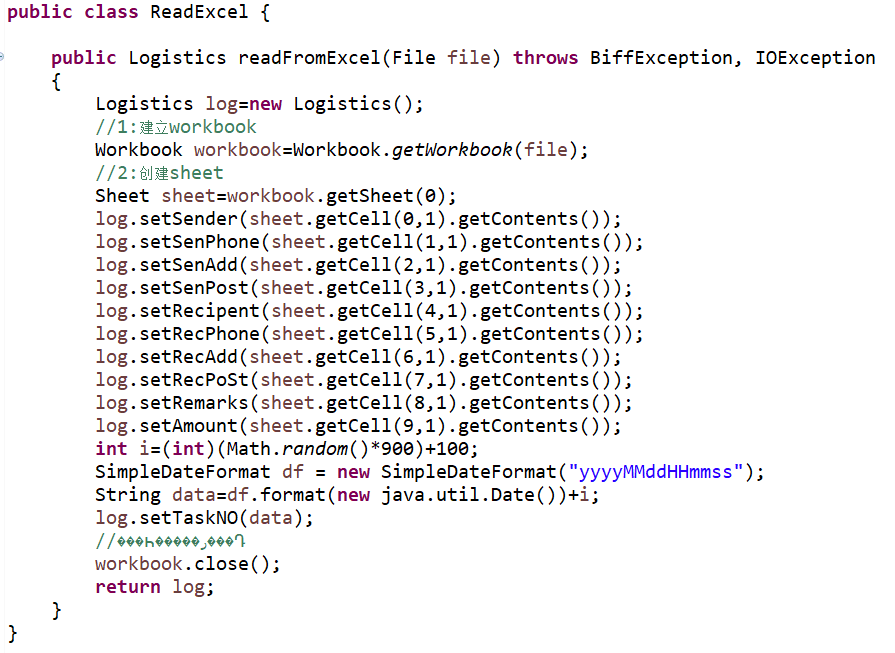 public class ReadExcel {
public Logistics readFromExcel(File file) throws BiffException, IOException
{
Logistics log=new Logistics();
//1:建立workbook
Workbook workbook=Workbook.getWorkbook(file);
//2:创建sheet
Sheet sheet=workbook.getSheet(0);
log.setSender(sheet.getCell(0,1).getContents());
log.setSenPhone(sheet.getCell(1,1).getContents());
log.setSenAdd(sheet.getCell(2,1).getContents());
log.setSenPost(sheet.getCell(3,1).getContents());
log.setRecipent(sheet.getCell(4,1).getContents());
log.setRecPhone(sheet.getCell(5,1).getContents());
log.setRecAdd(sheet.getCell(6,1).getContents());
log.setRecPoSt(sheet.getCell(7,1).getContents());
log.setRemarks(sheet.getCell(8,1).getContents());
log.setAmount(sheet.getCell(9,1).getContents());
int i=(int)(Math.random()*900)+100;
SimpleDateFormat df = new SimpleDateFormat("yyyyMMddHHmmss");
String data=df.format(new java.util.Date())+i;
log.setTaskNO(data);
//
workbook.close();
return log;
}
}